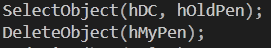 SelectObject(hDC, hOldPen);
DeleteObject(hMyPen);